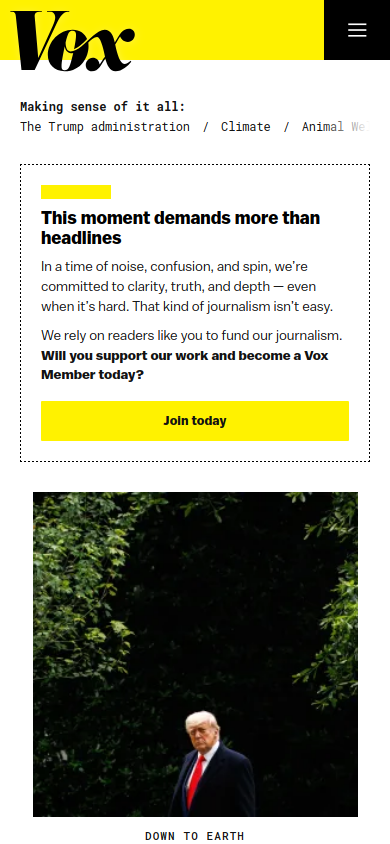 Vox
Making sense of it all:
The Trump administration / Climate / Animal We
This moment demands more than
headlines
In a time of noise, confusion, and spin, we’re
committed to clarity, truth, and depth — even
when it’s hard. That kind of journalism isn’t easy.
We rely on readers like you to fund our journalism.
Will you support our work and become a Vox
Member today?
Join today
DOWN TO EARTH